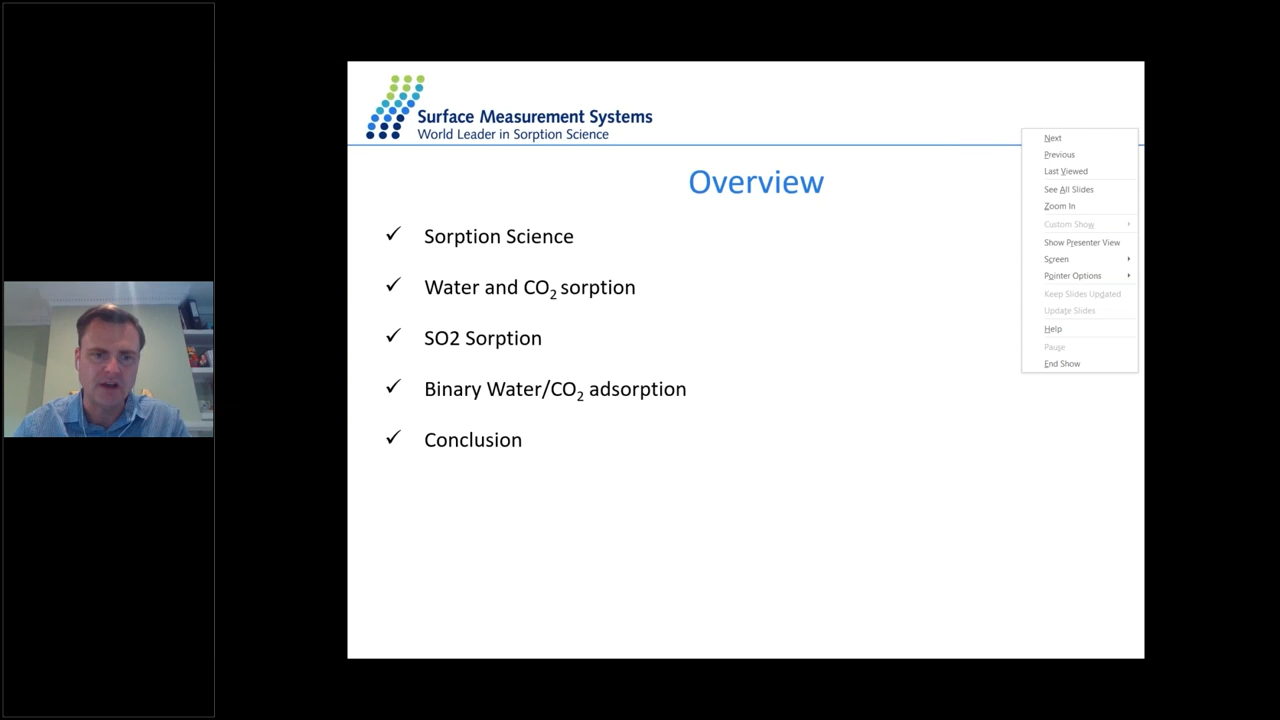 Surface Measurement Systems
World Leader in Sorption Science
Overview
✓ Sorption Science
✓ Water and CO₂ sorption
✓ SO2 Sorption
✓ Binary Water/CO₂ adsorption
✓ Conclusion
Next
Previous
Last Viewed
See All Slides
Zoom In
Custom Show
Show Presenter View
Screen
Pointer Options
Keep Slides Updated
Update Slides
Help
Pause
End Show